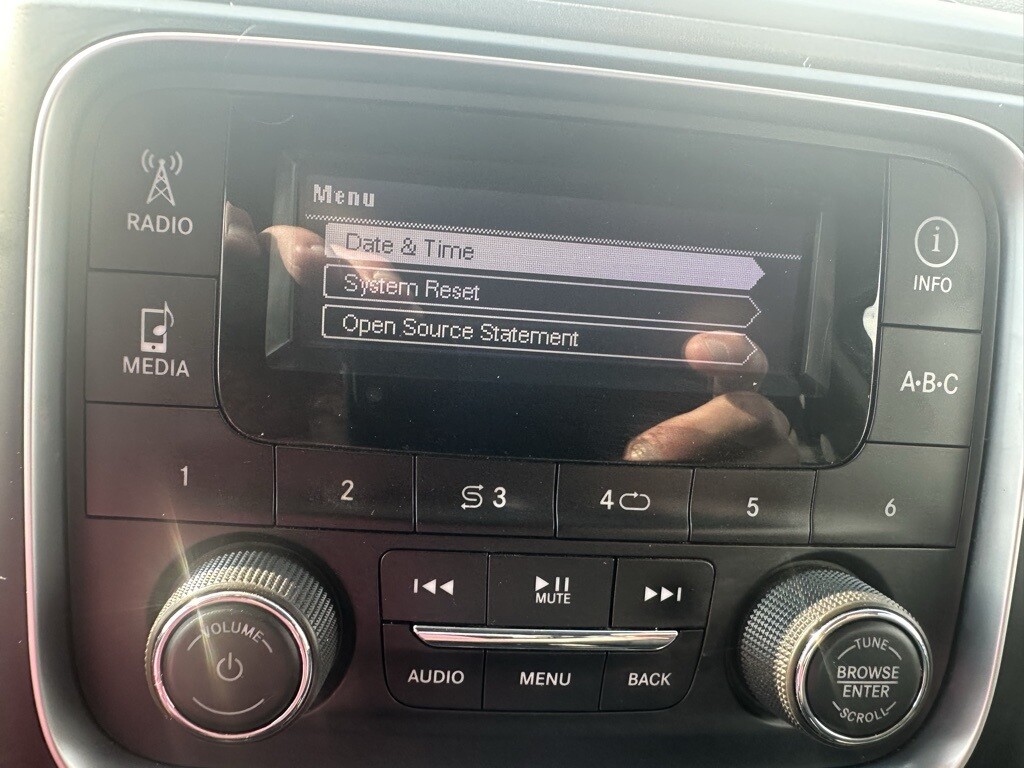 Menu
Date & Time
System Reset
Open Source Statement
RADIO
MEDIA
i
INFO
A·B·C
1
2
3
4
5
6
MUTE
VOLUME
AUDIO
MENU
BACK
TUNE
BROWSE
ENTER
SCROLL